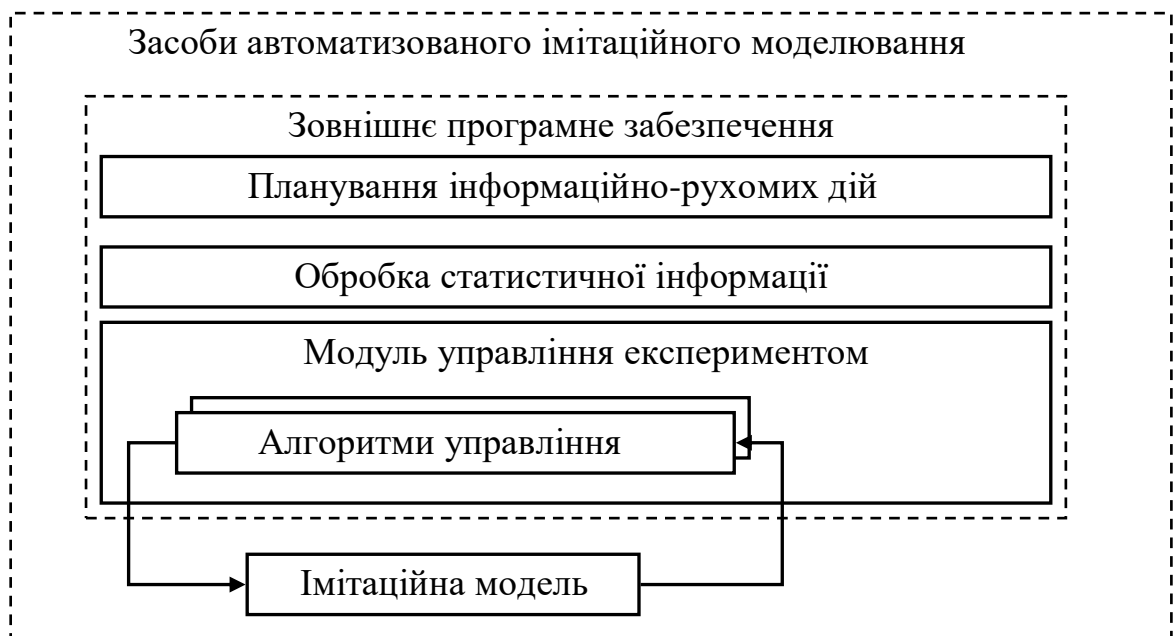 Засоби автоматизованого імітаційного моделювання
Зовнішнє програмне забезпечення
Планування інформаційно-рухомих дій
Обробка статистичної інформації
Модуль управління експериментом
Алгоритми управління
Імітаційна модель